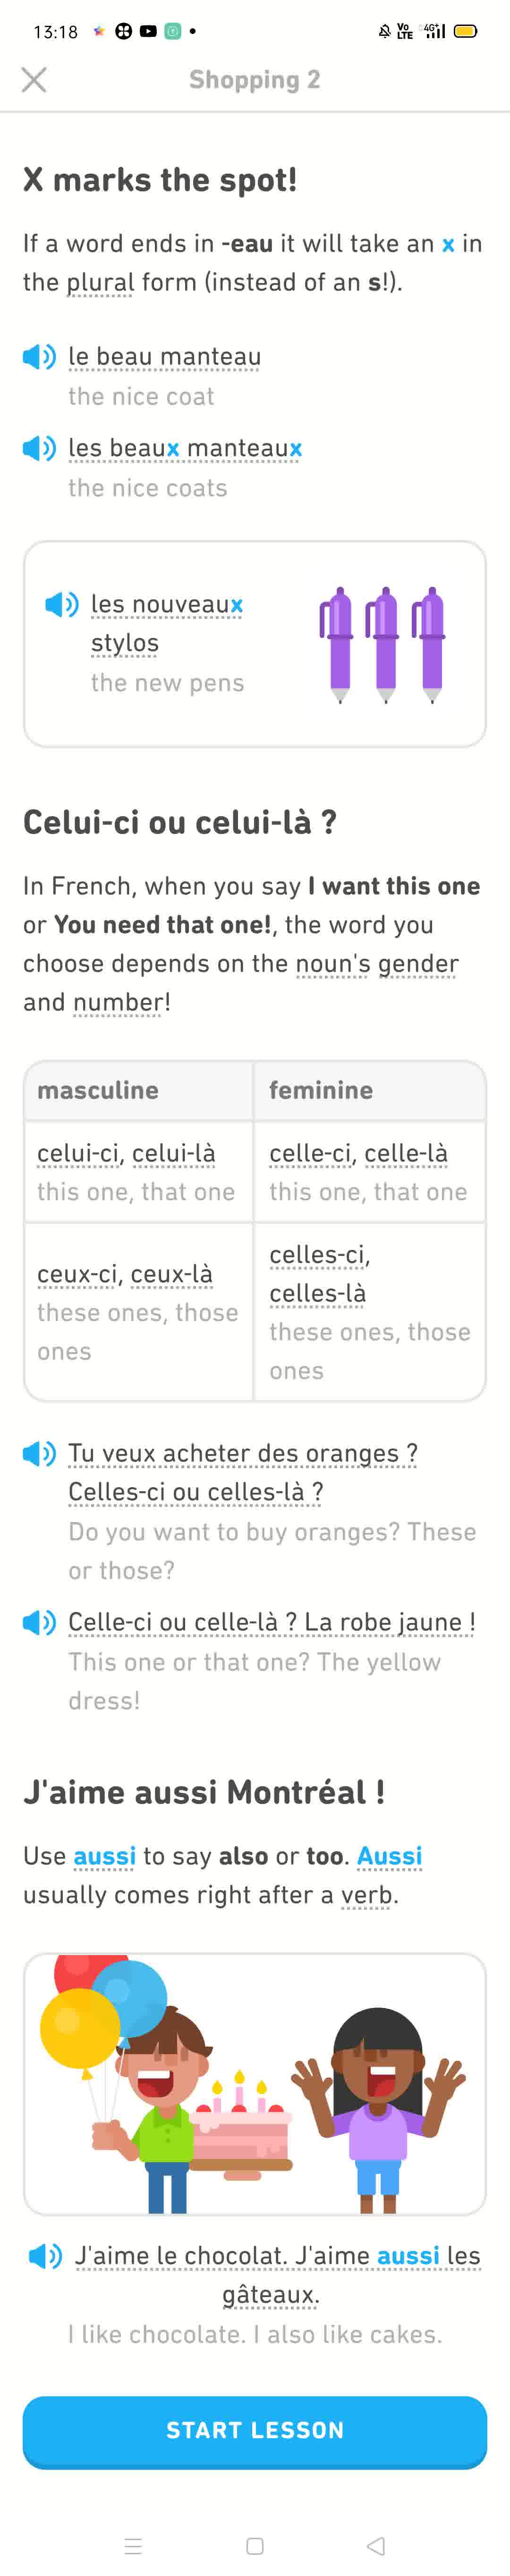 13:18
Vo
LTE
4G+
Shopping 2
X marks the spot!
If a word ends in -eau it will take an x in
the plural form (instead of an s!).
le beau manteau
the nice coat
les beaux manteaux
the nice coats
les nouveaux
stylos
the new pens
Celui-ci ou celui-là ?
In French, when you say I want this one
or You need that one!, the word you
choose depends on the noun's gender
and number!
masculine
feminine
celui-ci, celui-là
this one, that one
celle-ci, celle-là
this one, that one
ceux-ci, ceux-là
these ones, those
ones
celles-ci,
celles-là
these ones, those
ones
Tu veux acheter des oranges ?
Celles-ci ou celles-là ?
Do you want to buy oranges? These
or those?
Celle-ci ou celle-là ? La robe jaune !
This one or that one? The yellow
dress!
J'aime aussi Montréal !
Use aussi to say also or too. Aussi
usually comes right after a verb.
J'aime le chocolat. J'aime aussi les
gâteaux.
I like chocolate. I also like cakes.
START LESSON